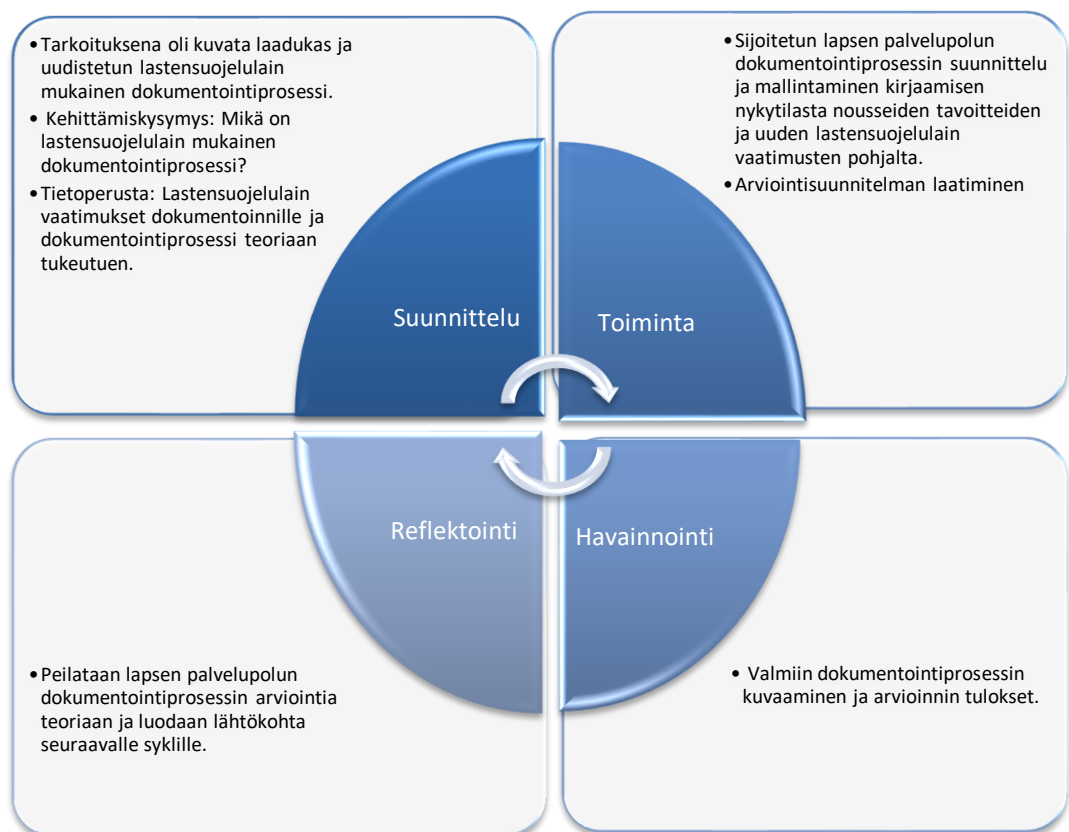 •Tarkoituksena oli kuvata laadukas ja
uudistetun lastensuojelulain
mukainen dokumentointiprosessi.
• Kehittämiskysymys: Mikä on
lastensuojelulain mukainen
dokumentointiprosessi?
•Tietoperusta: Lastensuojelulain
vaatimukset dokumentoinnille ja
dokumentointiprosessi teoriaan
tukeutuen.
•Sijoitetun lapsen palvelupolun
dokumentointiprosessin suunnittelu
ja mallintaminen kirjaamisen
nykytilasta nousseiden tavoitteiden
ja uuden lastensuojelulain
vaatimusten pohjalta.
•Arviointisuunnitelman laatiminen
Suunnittelu
Toiminta
Reflektointi
Havainnointi
•Peilataan lapsen palvelupolun
dokumentointiprosessin arviointia
teoriaan ja luodaan lähtökohta
seuraavalle syklille.
• Valmiin dokumentointiprosessin
kuvaaminen ja arvioinnin tulokset.